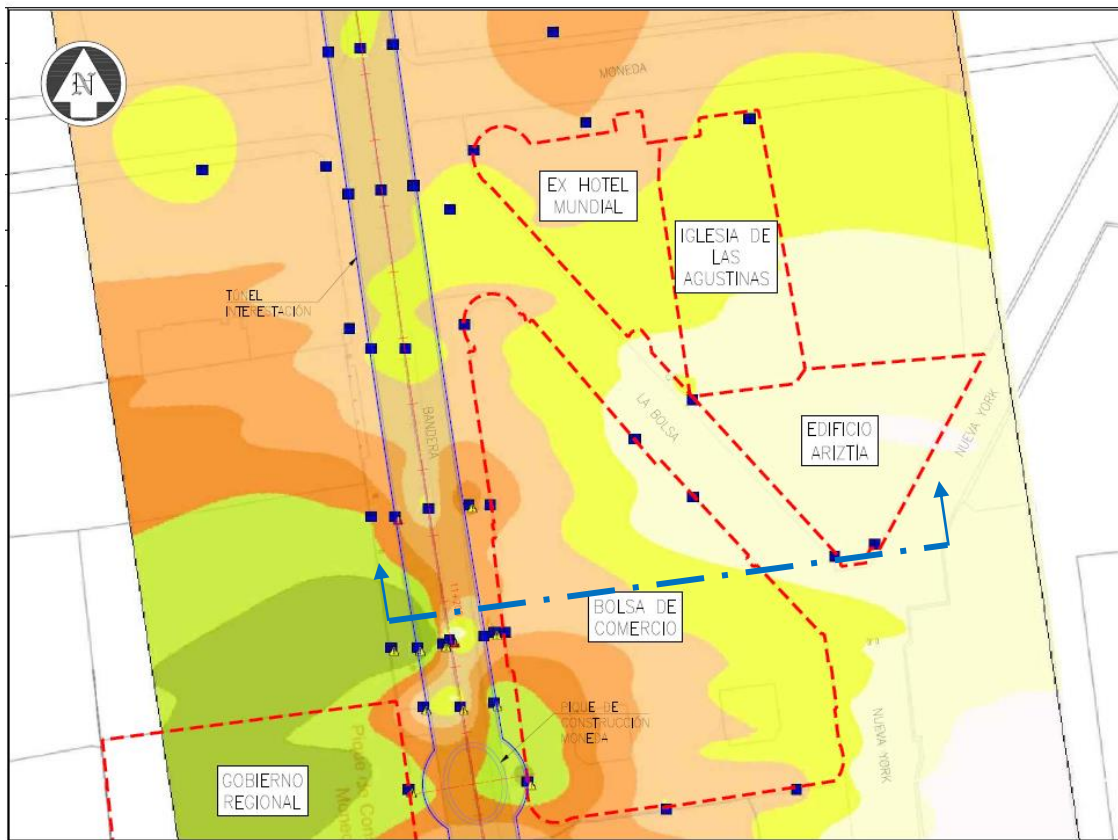 N
MONEDA
EX HOTEL
MUNDIAL
IGLESIA DE
LAS
AGUSTINAS
TÚNEL
INTERESTACIÓN
BANDERA
LA BOLSA
NUEVA YORK
EDIFICIO
ARIZTÍA
BOLSA DE
COMERCIO
PIQUE DE
CONSTRUCCIÓN
MONEDA
NUEVA YORK
GOBIERNO
REGIONAL